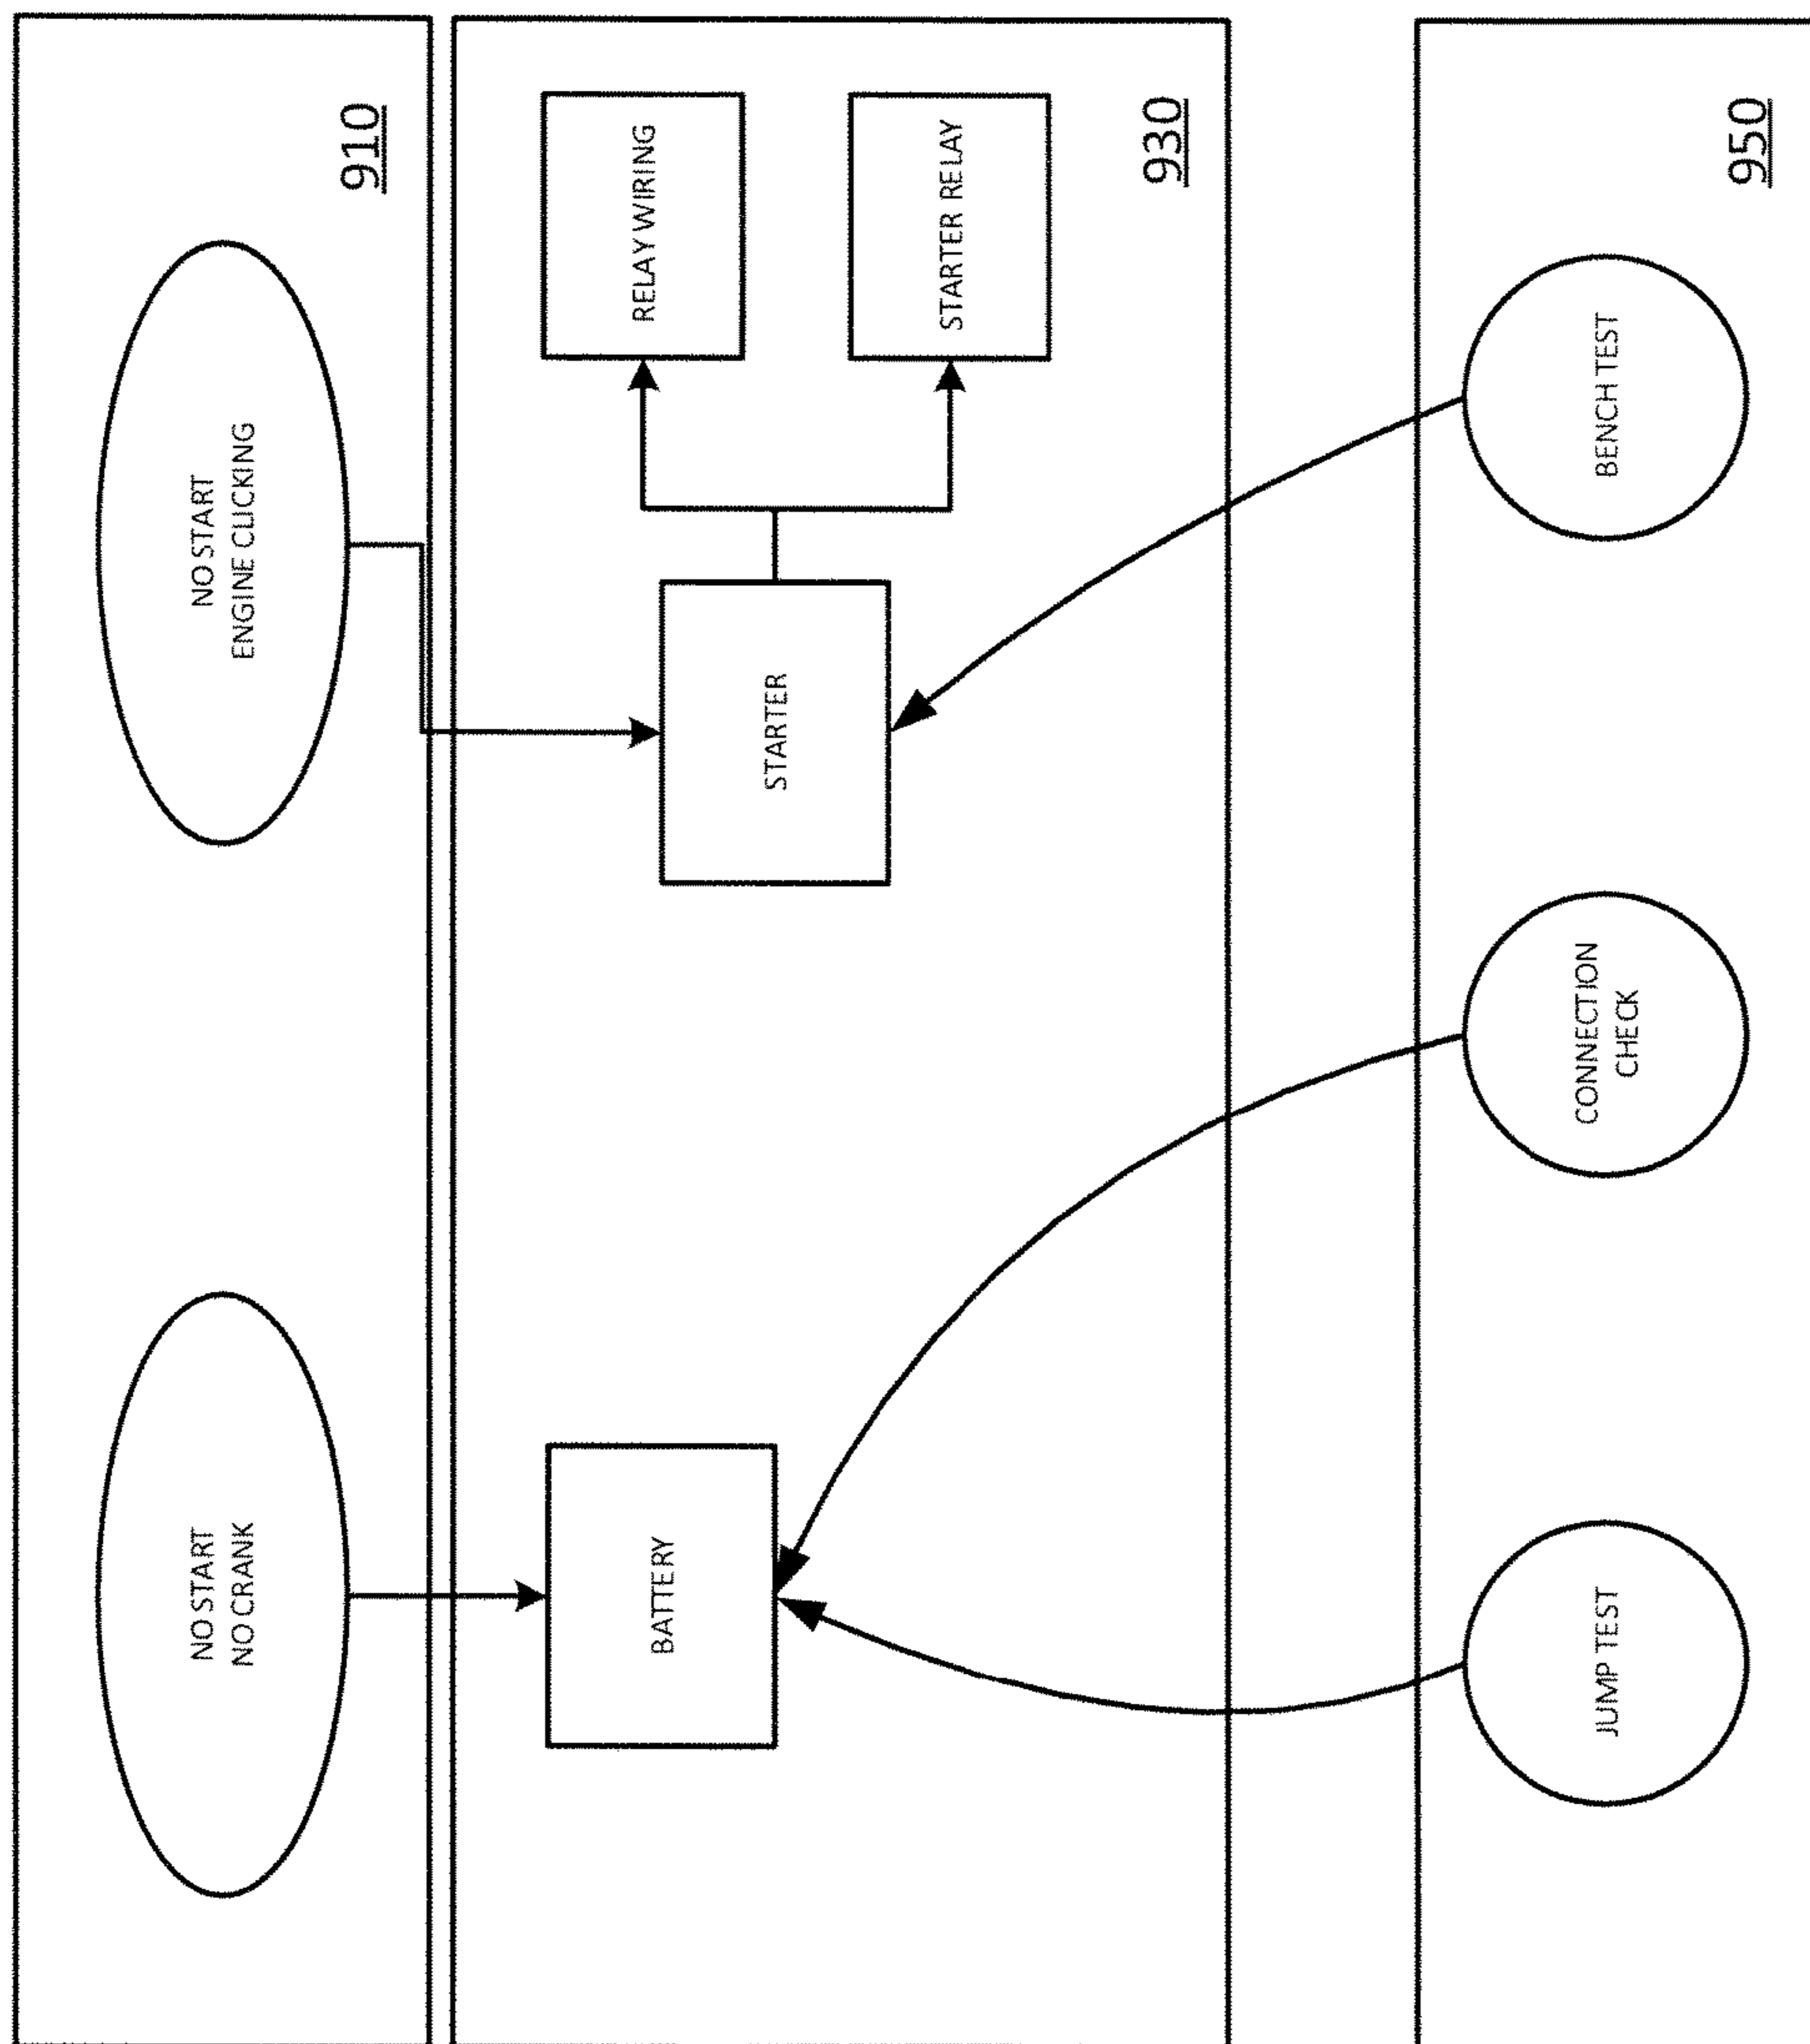 NO START
NO CRANK
NO START
ENGINE CLICKING
910
BATTERY
STARTER
RELAY WIRING
STARTER RELAY
930
JUMP TEST
CONNECTION
CHECK
BENCH TEST
950